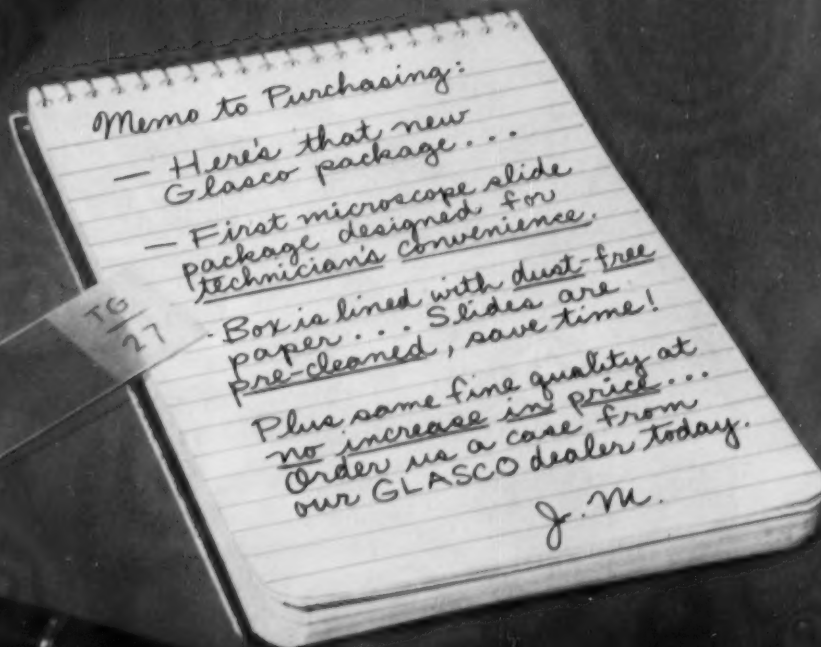 Memo to Purchasing:
— Here's that new
Glasco package...
— First microscope slide
package designed for
technician's convenience.
- Box is lined with dust-free
paper... Slides are
pre-cleaned, save time!
Plus same fine quality at
no increase in price...
Order us a case from
our GLASCO dealer today.
J. M.
TG
27